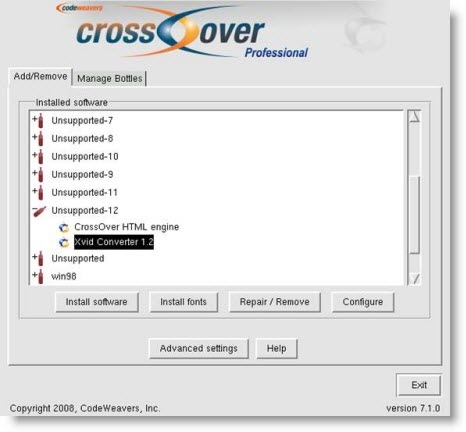 codeweavers
crossover
Professional
Add/Remove
Manage Bottles
Installed software
Unsupported-7
Unsupported-8
Unsupported-10
Unsupported-9
Unsupported-11
Unsupported-12
CrossOver HTML engine
Xvid Converter 1.2
Unsupported
win98
Install software
Install fonts
Repair / Remove
Configure
Advanced settings
Help
Exit
Copyright 2008, CodeWeavers, Inc.
version 7.1.0